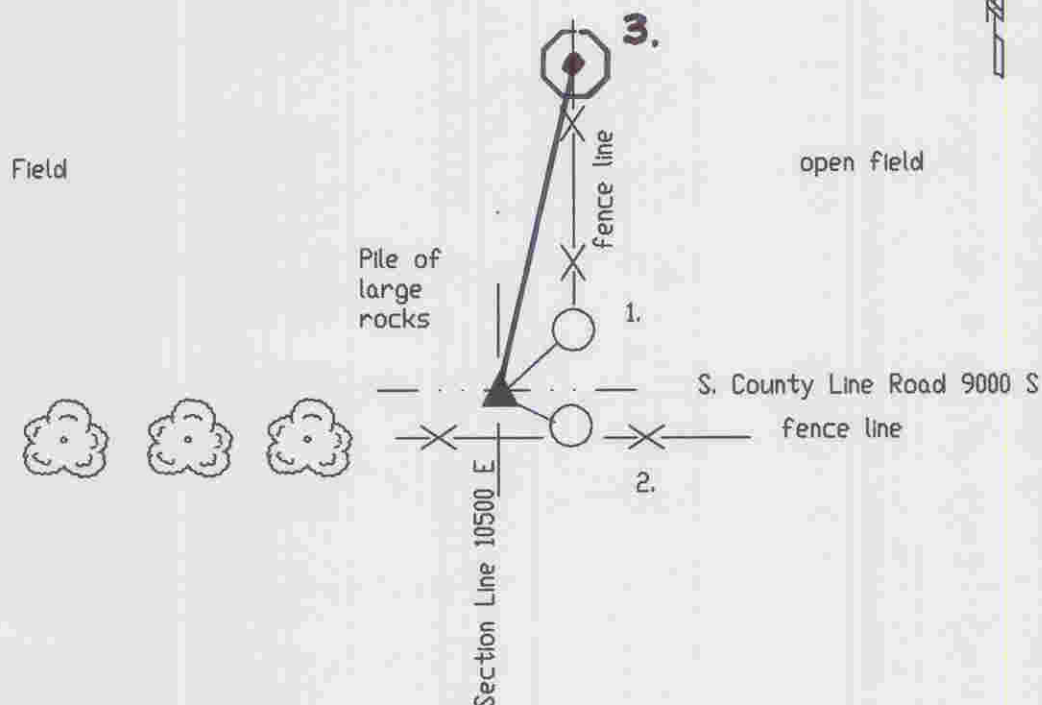 3.
Field
fence line
open field
Pile of
large
rocks
1.
S. County Line Road 9000 S
fence line
2.
Section Line 10500 E